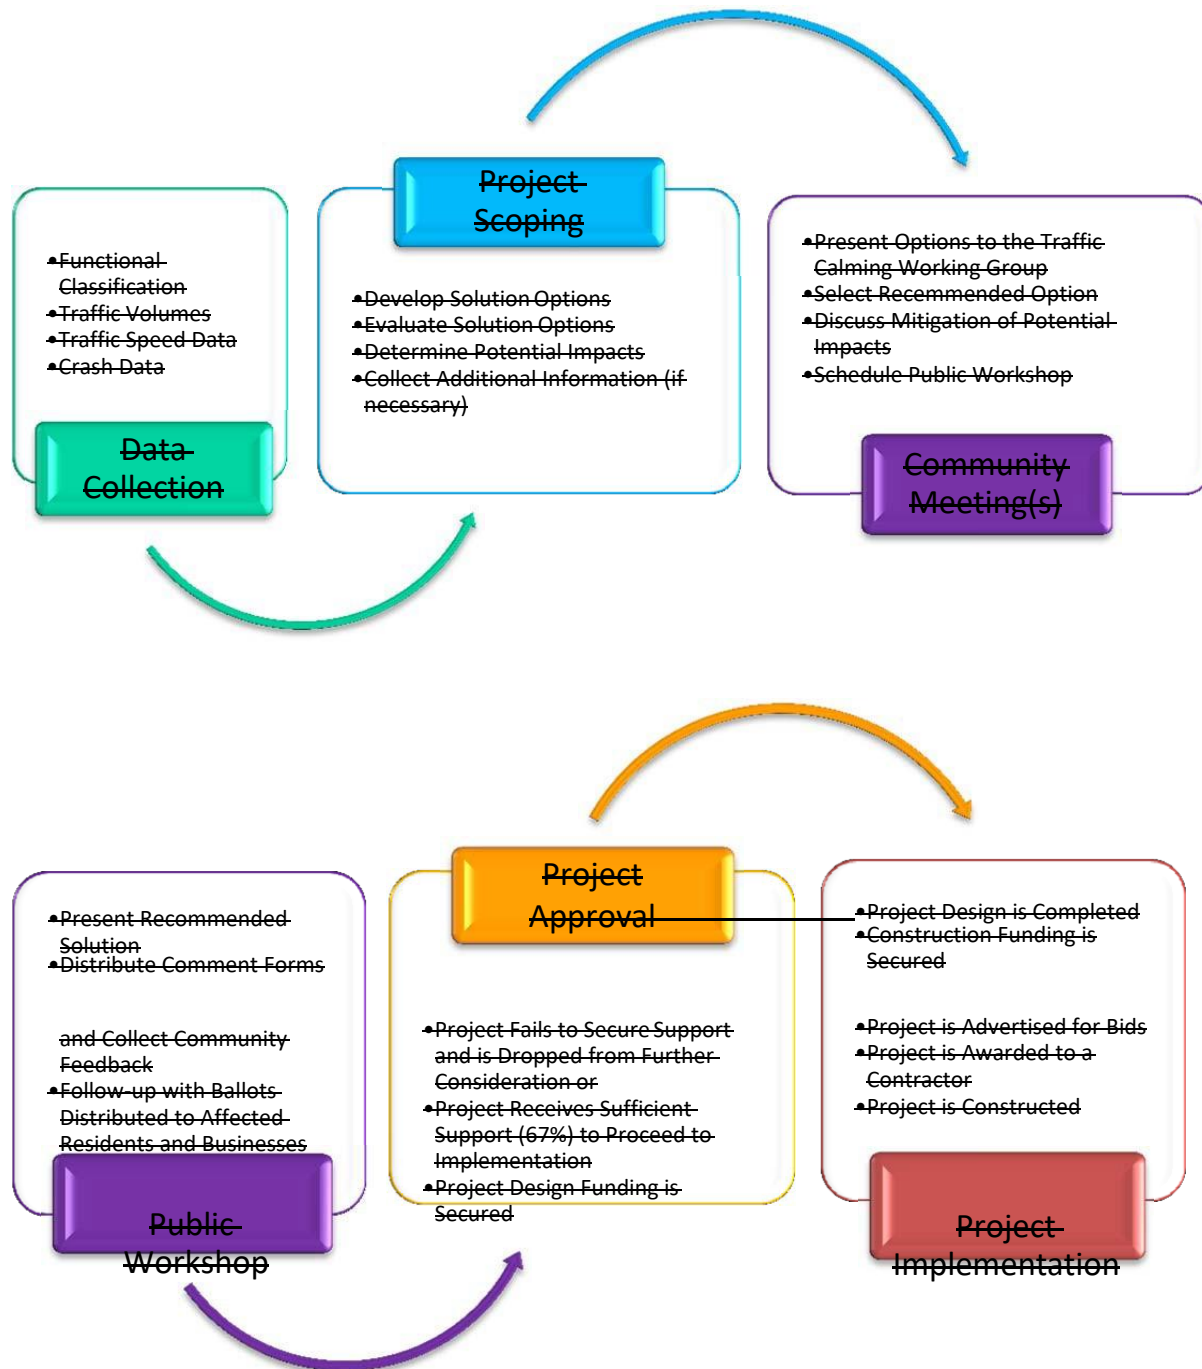 •Functional
Classification
•Traffic Volumes
•Traffic Speed Data
•Crash Data
Data
Collection
Project
Scoping
•Develop Solution Options
•Evaluate Solution Options
•Determine Potential Impacts
•Collect Additional Information (if
necessary)
•Present Options to the Traffic
Calming Working Group
•Select Recommended Option
•Discuss Mitigation of Potential
Impacts
•Schedule Public Workshop
Community
Meeting(s)
•Present Recommended
Solution
•Distribute Comment Forms
and Collect Community
Feedback
•Follow-up with Ballots
Distributed to Affected
Residents and Businesses
Public
Workshop
Project
Approval
•Project Fails to Secure Support
and is Dropped from Further
Consideration or
•Project Receives Sufficient
Support (67%) to Proceed to
Implementation
•Project Design Funding is
Secured
•Project Design is Completed
•Construction Funding is
Secured
•Project is Advertised for Bids
•Project is Awarded to a
Contractor
•Project is Constructed
Project
Implementation